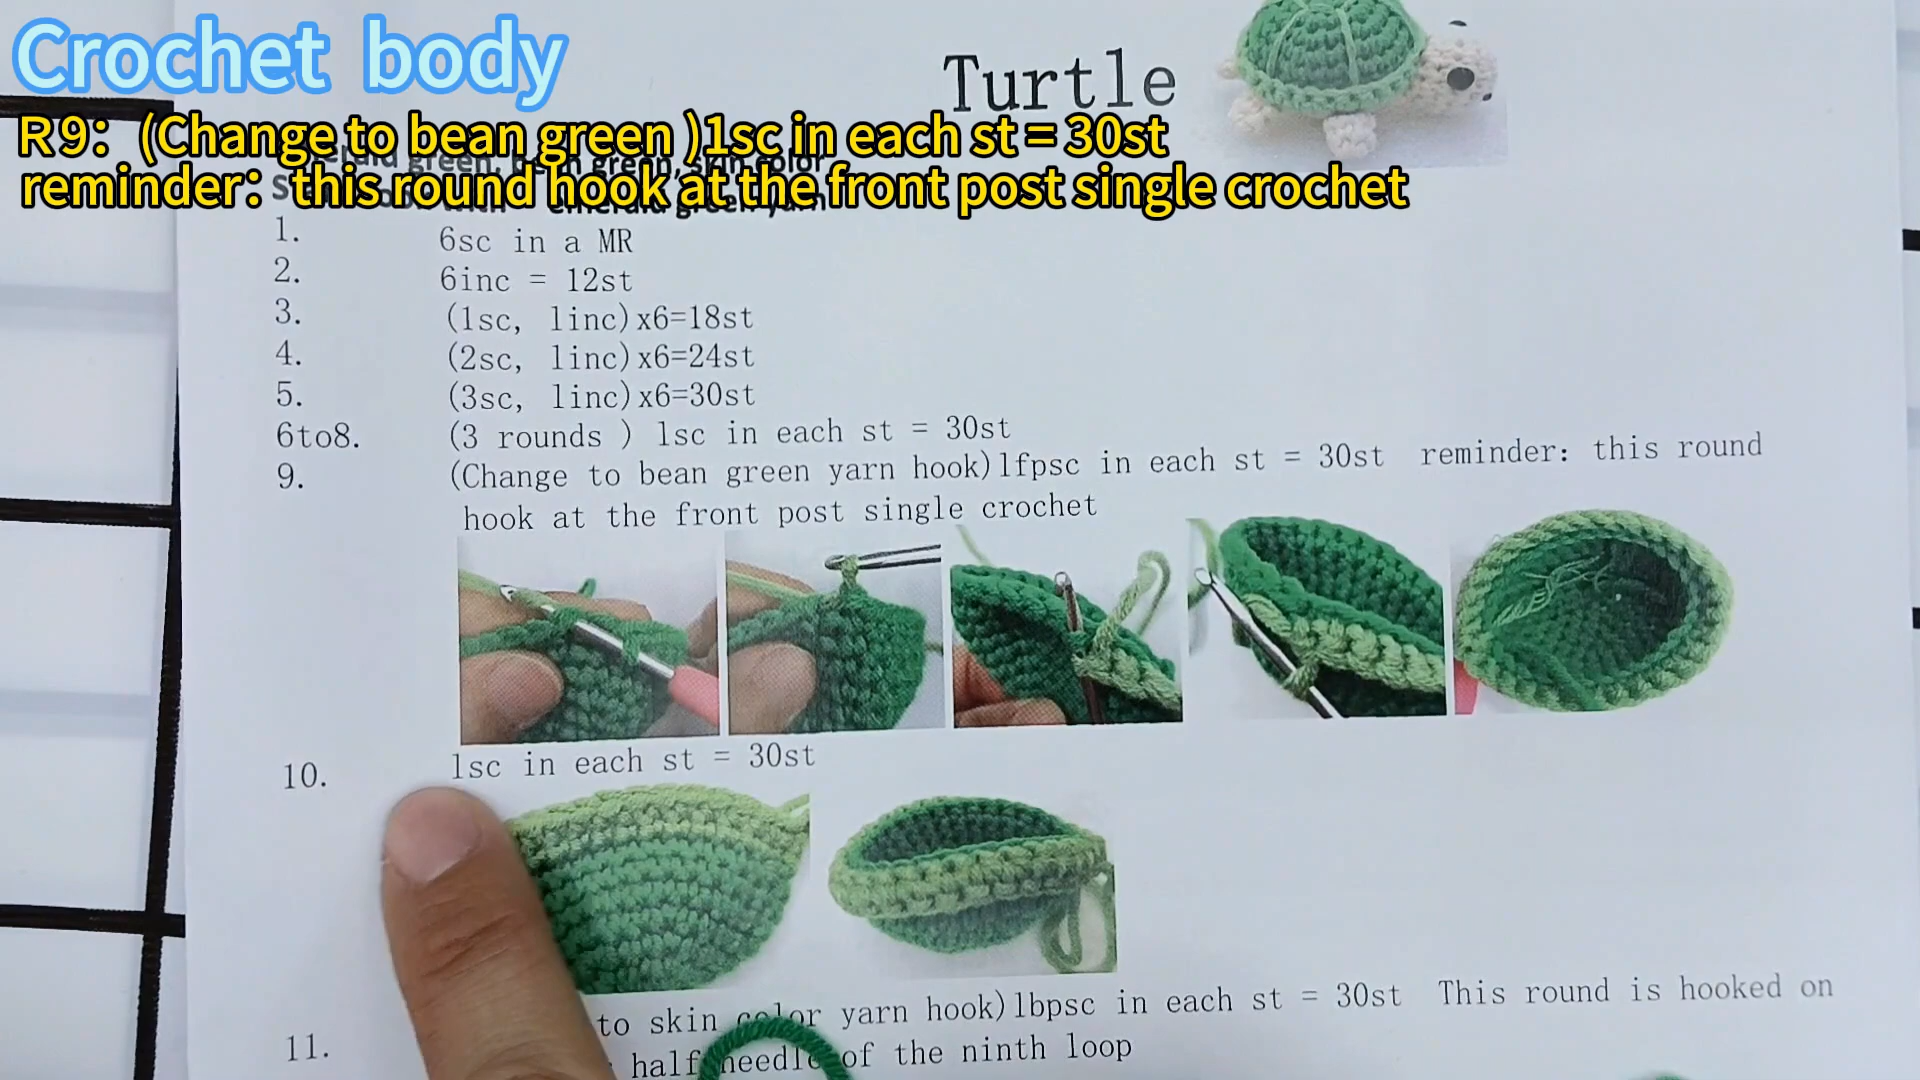 Crochet body
Turtle
R9：(Change to bean green )1sc in each st = 30st
green, bean green, skin color
reminder：this round hook at the front post single crochet
1. 6sc in a MR
2. 6inc = 12st
3. (1sc, 1inc)x6=18st
4. (2sc, 1inc)x6=24st
5. (3sc, 1inc)x6=30st
6to8. (3 rounds ) 1sc in each st = 30st
9. (Change to bean green yarn hook)1fpsc in each st = 30st reminder: this round
hook at the front post single crochet
10. 1sc in each st = 30st
11. to skin color yarn hook)1bpsc in each st = 30st This round is hooked on
half needle of the ninth loop